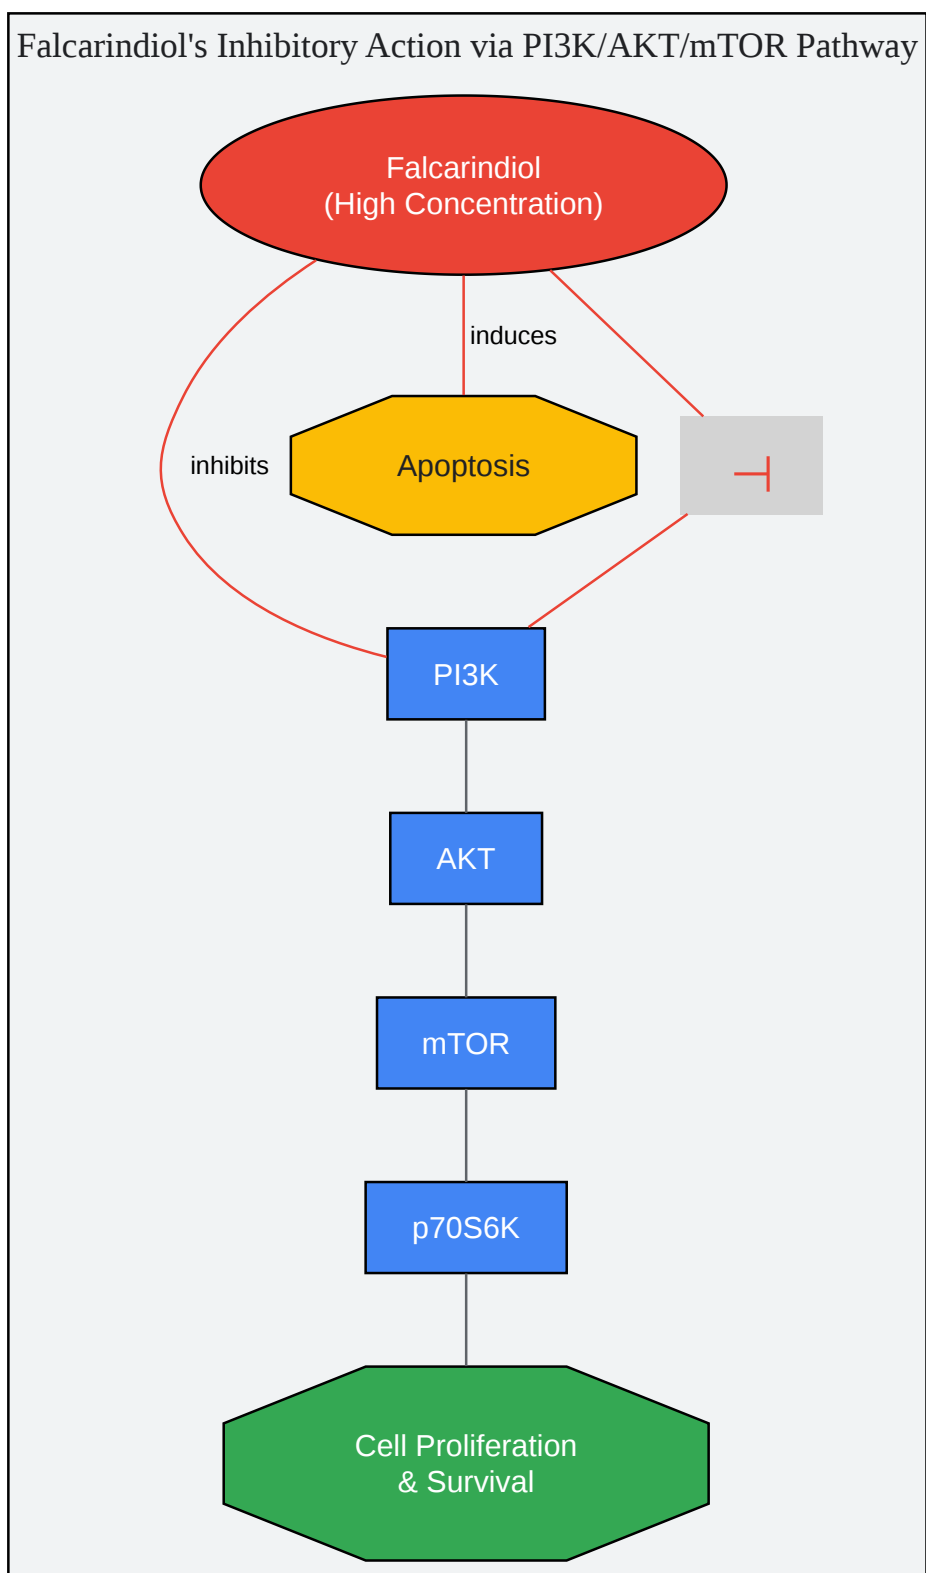 Falcarindiol's Inhibitory Action via PI3K/AKT/mTOR Pathway
Falcarindiol
(High Concentration)
induces
inhibits
Apoptosis
⊣
PI3K
AKT
mTOR
p70S6K
Cell Proliferation
& Survival